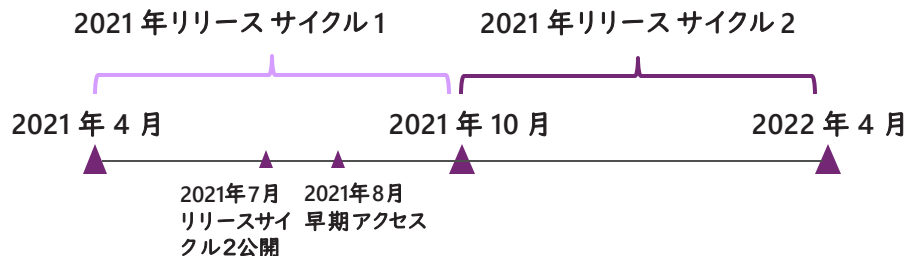 2021 年リリース サイクル 1
2021 年リリース サイクル 2
2021 年 4 月
2021 年 10 月
2022 年 4 月
2021年7月
リリースサイ
クル2公開
2021年8月
早期アクセス